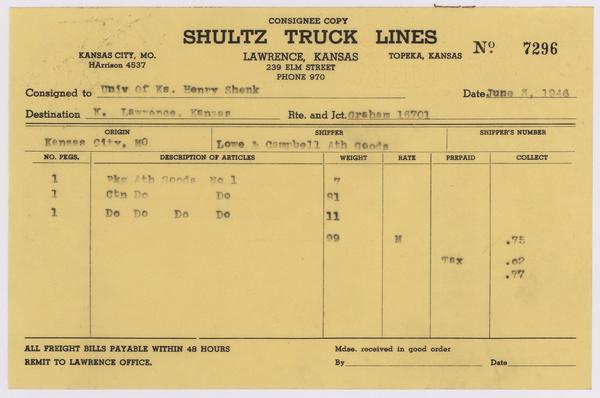 CONSIGNEE COPY
SHULTZ TRUCK LINES
KANSAS CITY, MO. LAWRENCE, KANSAS TOPEKA, KANSAS Nº 7296
HArrison 4537 239 ELM STREET
PHONE 970
Consigned to Univ Of Ks. Henry Shenk Date June 3, 1946
Destination K. Lawrence, Kansas Rte. and Jct. Graham 16701
ORIGIN SHIPPER SHIPPER'S NUMBER
Kansas City, MO Lowe & Campbell Ath Goods
NO. PKGS. DESCRIPTION OF ARTICLES WEIGHT RATE PREPAID COLLECT
1 Pkg Ath Goods No 1 7
1 Ctn Do Do 81
1 Do Do Do Do 11
99 M .75
Tax .02
.77
ALL FREIGHT BILLS PAYABLE WITHIN 48 HOURS Mdse. received in good order
REMIT TO LAWRENCE OFFICE. By Date